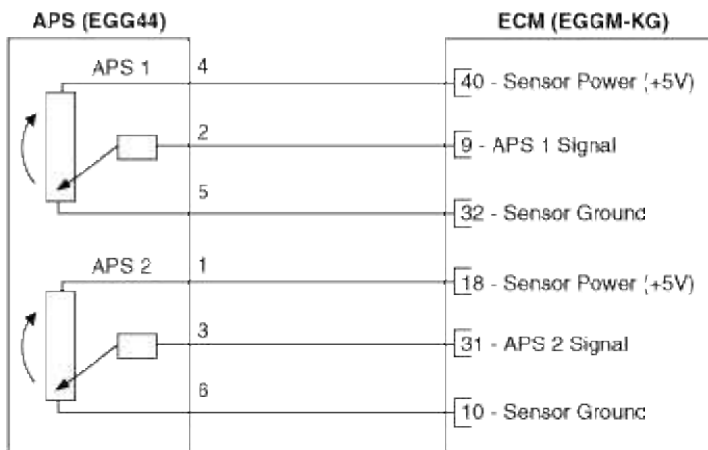 APS (EGG44)
ECM (EGGM-KG)
APS 1
4
40 - Sensor Power (+5V)
2
9 - APS 1 Signal
5
32 - Sensor Ground
APS 2
1
18 - Sensor Power (+5V)
3
31 - APS 2 Signal
6
10 - Sensor Ground